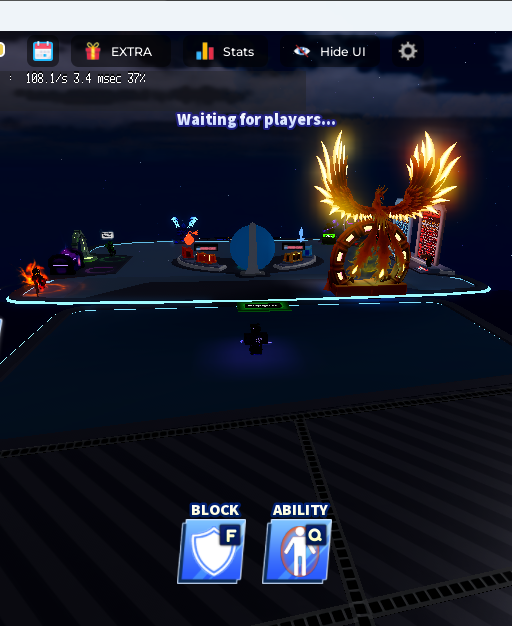 EXTRA
Stats
Hide UI
: 108.1/s 3.4 msec 37%
Waiting for players...
BLOCK
F
ABILITY
Q